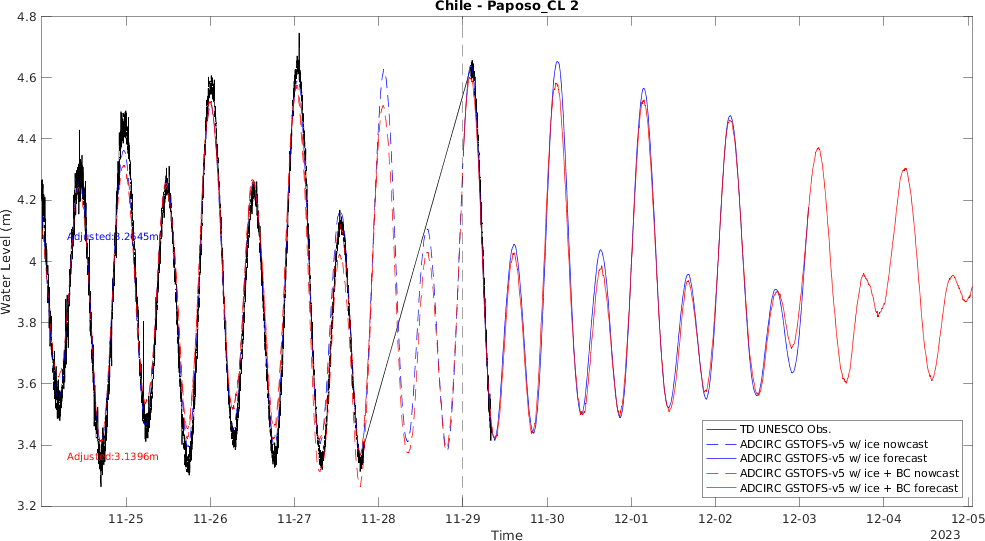 Chile - Paposo_CL 2
4.8
4.6
4.4
4.2
4
3.8
3.6
3.4
3.2
Water Level (m)
Adjusted:3.2645m
Adjusted:3.1396m
TD UNESCO Obs.
ADCIRC GSTOFS-v5 w/ ice nowcast
ADCIRC GSTOFS-v5 w/ ice forecast
ADCIRC GSTOFS-v5 w/ ice + BC nowcast
ADCIRC GSTOFS-v5 w/ ice + BC forecast
11-25 11-26 11-27 11-28 11-29 11-30 12-01 12-02 12-03 12-04 12-05
Time
2023